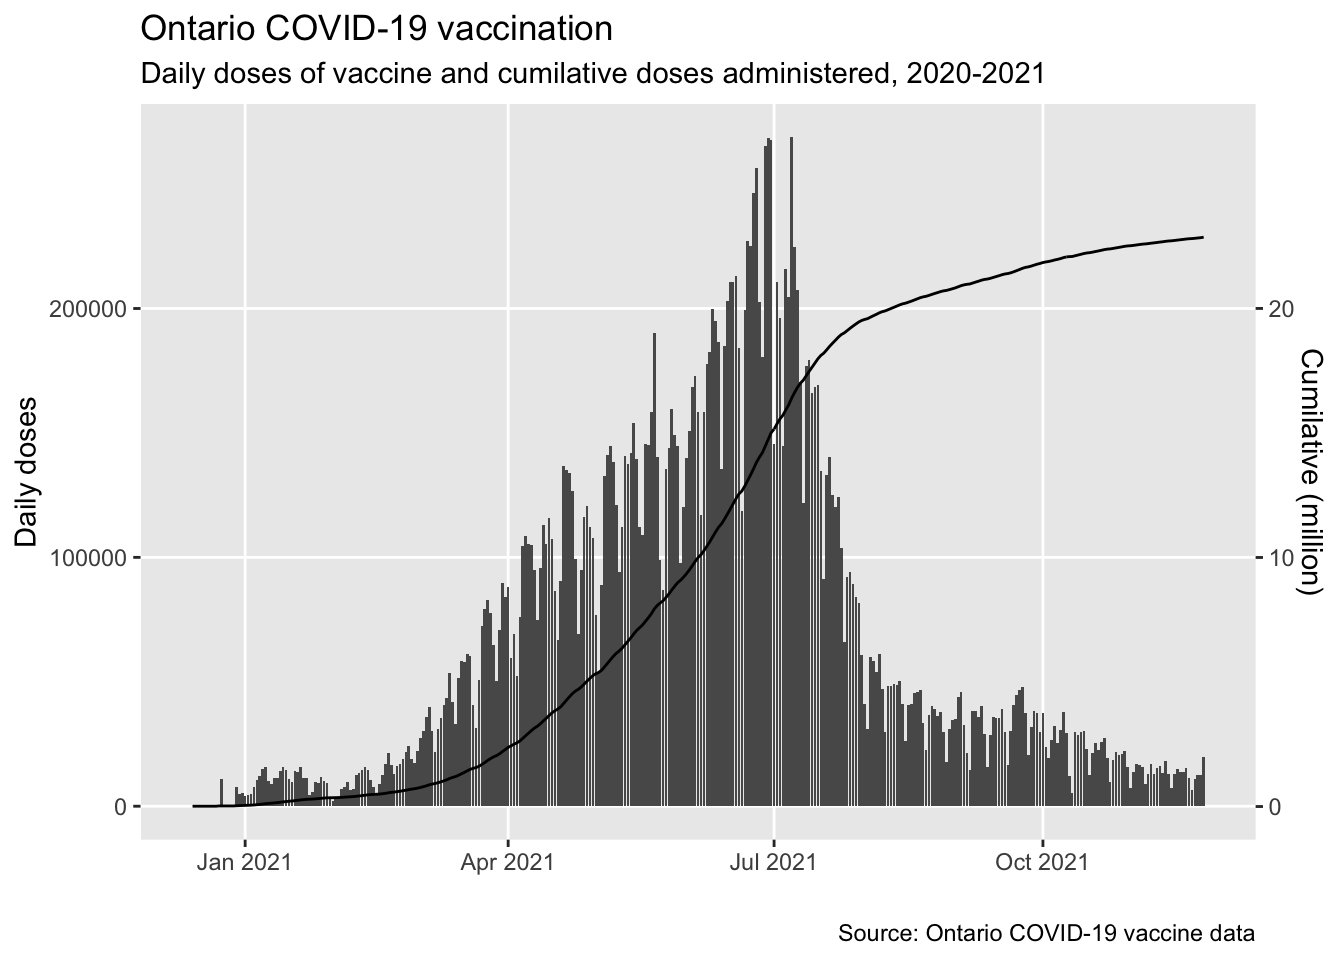 Ontario COVID-19 vaccination
Daily doses of vaccine and cumilative doses administered, 2020-2021
Daily doses
200000
100000
0
20
10
0
Cumilative (million)
Jan 2021
Apr 2021
Jul 2021
Oct 2021
Source: Ontario COVID-19 vaccine data